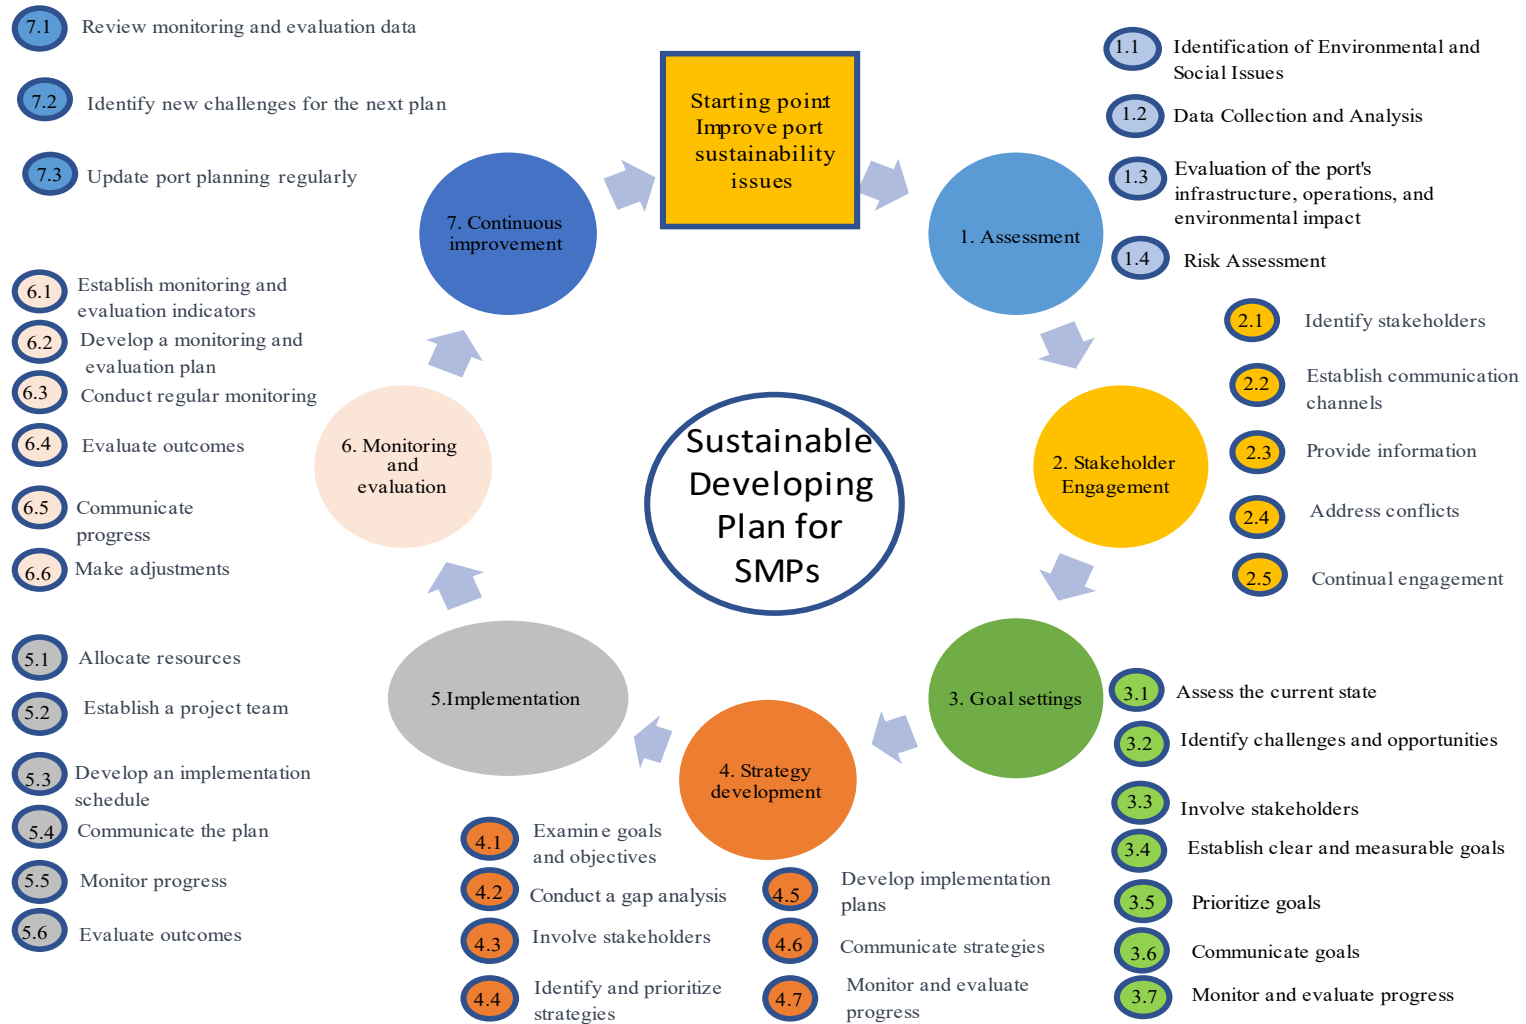 Starting point:
Improve port
sustainability
issues
1. Assessment
1.1 Identification of Environmental and
Social Issues
1.2 Data Collection and Analysis
1.3 Evaluation of the port's
infrastructure, operations, and
environmental impact
1.4 Risk Assessment
2. Stakeholder
Engagement
2.1 Identify stakeholders
2.2 Establish communication
channels
2.3 Provide information
2.4 Address conflicts
2.5 Continual engagement
3. Goal settings
3.1 Assess the current state
3.2 Identify challenges and opportunities
3.3 Involve stakeholders
3.4 Establish clear and measurable goals
3.5 Prioritize goals
3.6 Communicate goals
3.7 Monitor and evaluate progress
4. Strategy
development
4.1 Examine goals
and objectives
4.2 Conduct a gap analysis
4.3 Involve stakeholders
4.4 Identify and prioritize
strategies
4.5 Develop implementation
plans
4.6 Communicate strategies
4.7 Monitor and evaluate
progress
5.Implementation
5.1 Allocate resources
5.2 Establish a project team
5.3 Develop an implementation
schedule
5.4 Communicate the plan
5.5 Monitor progress
5.6 Evaluate outcomes
6. Monitoring
and
evaluation
6.1 Establish monitoring and
evaluation indicators
6.2 Develop a monitoring and
evaluation plan
6.3 Conduct regular monitoring
6.4 Evaluate outcomes
6.5 Communicate
progress
6.6 Make adjustments
7. Continuous
improvement
7.1 Review monitoring and evaluation data
7.2 Identify new challenges for the next plan
7.3 Update port planning regularly
Sustainable
Developing
Plan for
SMPs